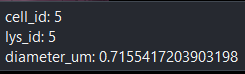 cell_id: 5
lys_id: 5
diameter_um: 0.7155417203903198